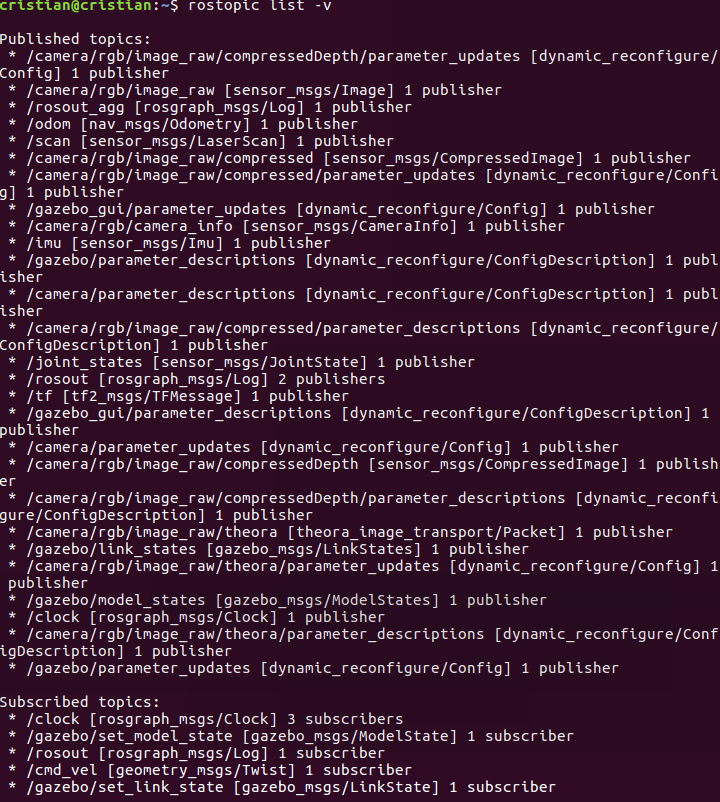 cristian@cristian:~$ rostopic list -v

Published topics:
 * /camera/rgb/image_raw/compressedDepth/parameter_updates [dynamic_reconfigure/
Config] 1 publisher
 * /camera/rgb/image_raw [sensor_msgs/Image] 1 publisher
 * /rosout_agg [rosgraph_msgs/Log] 1 publisher
 * /odom [nav_msgs/Odometry] 1 publisher
 * /scan [sensor_msgs/LaserScan] 1 publisher
 * /camera/rgb/image_raw/compressed [sensor_msgs/CompressedImage] 1 publisher
 * /camera/rgb/image_raw/compressed/parameter_updates [dynamic_reconfigure/Confi
g] 1 publisher
 * /gazebo_gui/parameter_updates [dynamic_reconfigure/Config] 1 publisher
 * /camera/rgb/camera_info [sensor_msgs/CameraInfo] 1 publisher
 * /imu [sensor_msgs/Imu] 1 publisher
 * /gazebo/parameter_descriptions [dynamic_reconfigure/ConfigDescription] 1 publ
isher
 * /camera/parameter_descriptions [dynamic_reconfigure/ConfigDescription] 1 publ
isher
 * /camera/rgb/image_raw/compressed/parameter_descriptions [dynamic_reconfigure/
ConfigDescription] 1 publisher
 * /joint_states [sensor_msgs/JointState] 1 publisher
 * /rosout [rosgraph_msgs/Log] 2 publishers
 * /tf [tf2_msgs/TFMessage] 1 publisher
 * /gazebo_gui/parameter_descriptions [dynamic_reconfigure/ConfigDescription] 1
publisher
 * /camera/parameter_updates [dynamic_reconfigure/Config] 1 publisher
 * /camera/rgb/image_raw/compressedDepth [sensor_msgs/CompressedImage] 1 publish
er
 * /camera/rgb/image_raw/compressedDepth/parameter_descriptions [dynamic_reconfi
gure/ConfigDescription] 1 publisher
 * /camera/rgb/image_raw/theora [theora_image_transport/Packet] 1 publisher
 * /gazebo/link_states [gazebo_msgs/LinkStates] 1 publisher
 * /camera/rgb/image_raw/theora/parameter_updates [dynamic_reconfigure/Config] 1
 publisher
 * /gazebo/model_states [gazebo_msgs/ModelStates] 1 publisher
 * /clock [rosgraph_msgs/Clock] 1 publisher
 * /camera/rgb/image_raw/theora/parameter_descriptions [dynamic_reconfigure/Conf
igDescription] 1 publisher
 * /gazebo/parameter_updates [dynamic_reconfigure/Config] 1 publisher

Subscribed topics:
 * /clock [rosgraph_msgs/Clock] 3 subscribers
 * /gazebo/set_model_state [gazebo_msgs/ModelState] 1 subscriber
 * /rosout [rosgraph_msgs/Log] 1 subscriber
 * /cmd_vel [geometry_msgs/Twist] 1 subscriber
 * /gazebo/set_link_state [gazebo_msgs/LinkState] 1 subscriber